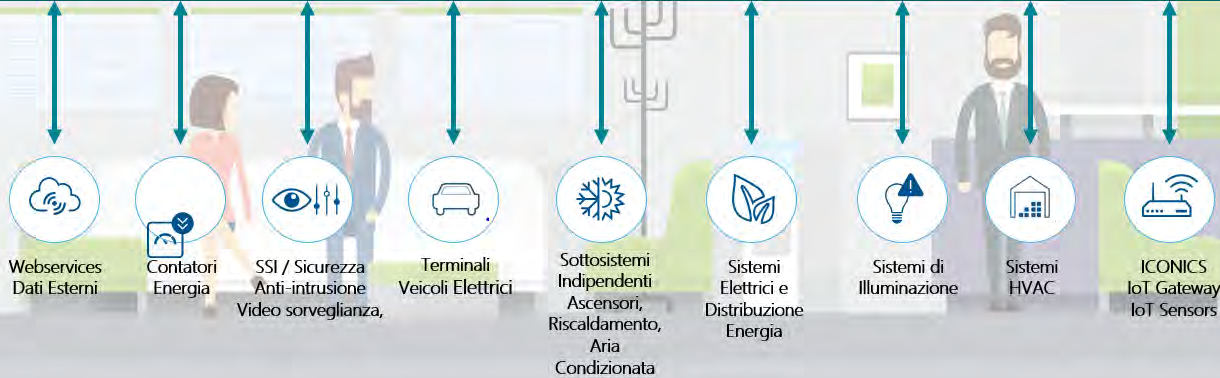 Webservices
Dati Esterni
Contatori
Energia
SSI / Sicurezza
Anti-intrusione
Video sorveglianza,
Terminali
Veicoli Elettrici
Sottosistemi
Indipendenti
Ascensori,
Riscaldamento,
Aria
Condizionata
Sistemi
Elettrici e
Distribuzione
Energia
Sistemi di
Illuminazione
Sistemi
HVAC
ICONICS
IoT Gateway
IoT Sensors